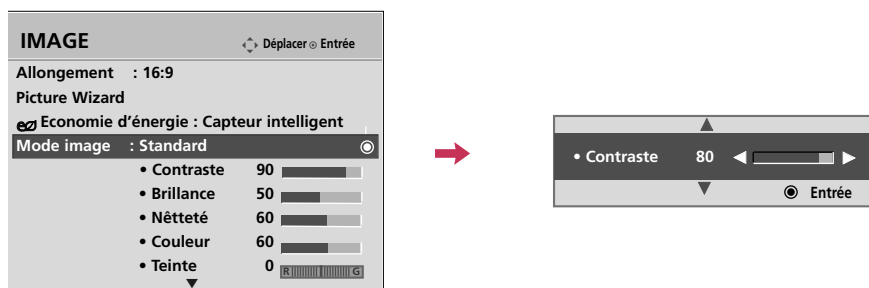 IMAGE
Déplacer Entrée
Allongement : 16:9
Picture Wizard
Economie d'énergie : Capteur intelligent
Mode image : Standard
• Contraste 90
• Brillance 50
• Nêtteté 60
• Couleur 60
• Teinte 0 R G
• Contraste 80
Entrée